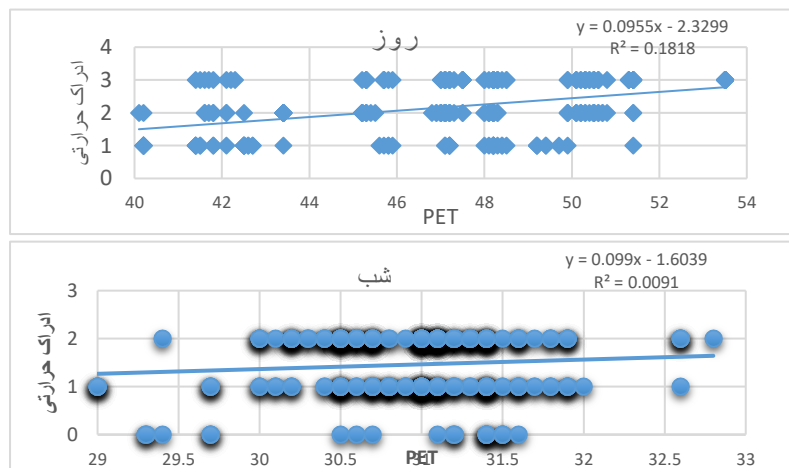 روز
y = 0.0955x - 2.3299
R² = 0.1818
ادراک حرارتی
4
3
2
1
0
40 42 44 46 48 50 52 54
PET
شب
y = 0.099x - 1.6039
R² = 0.0091
ادراک حرارتی
3
2
1
0
29 29.5 30 30.5 31 31.5 32 32.5 33
PET